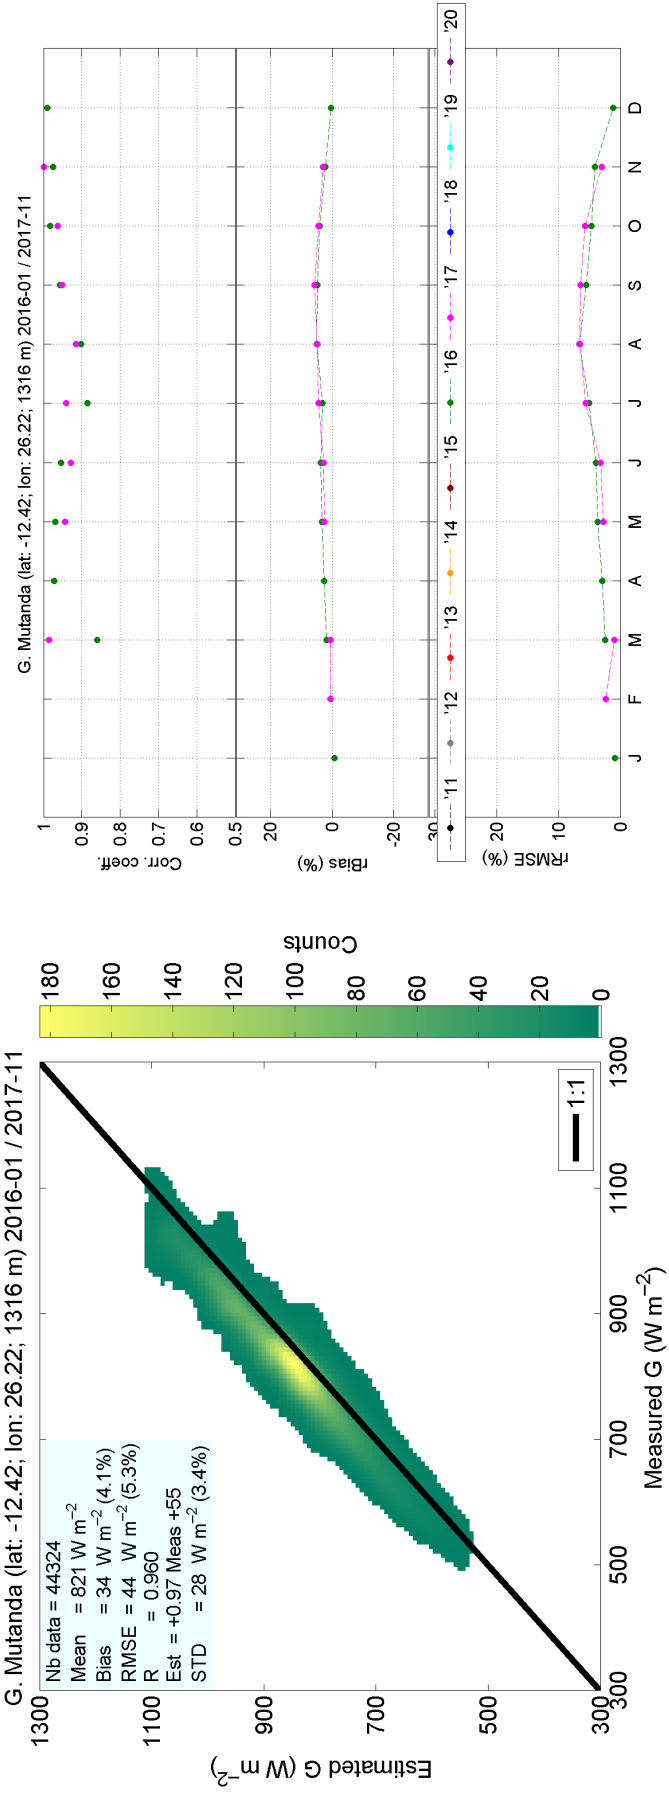 G. Mutanda (lat: -12.42; lon: 26.22; 1316 m) 2016-01 / 2017-11
Nb data = 44324
Mean = 821 W m−2
Bias = 34 W m−2 (4.1%)
RMSE = 44 W m−2 (5.3%)
R = 0.960
Est = +0.97 Meas +55
STD = 28 W m−2 (3.4%)
1300
1100
900
700
500
300
Estimated G (W m−2)
300
500
700
900
1100
1300
Measured G (W m−2)
1:1
180
160
140
120
100
80
60
40
20
0
Counts
G. Mutanda (lat: -12.42; lon: 26.22; 1316 m) 2016-01 / 2017-11
1
0.9
0.8
0.7
0.6
0.5
Corr. coeff.
20
0
-20
rBias (%)
'11 '12 '13 '14 '15 '16 '17 '18 '19 '20
30
20
10
0
rRMSE (%)
J F M A M J J A S O N D